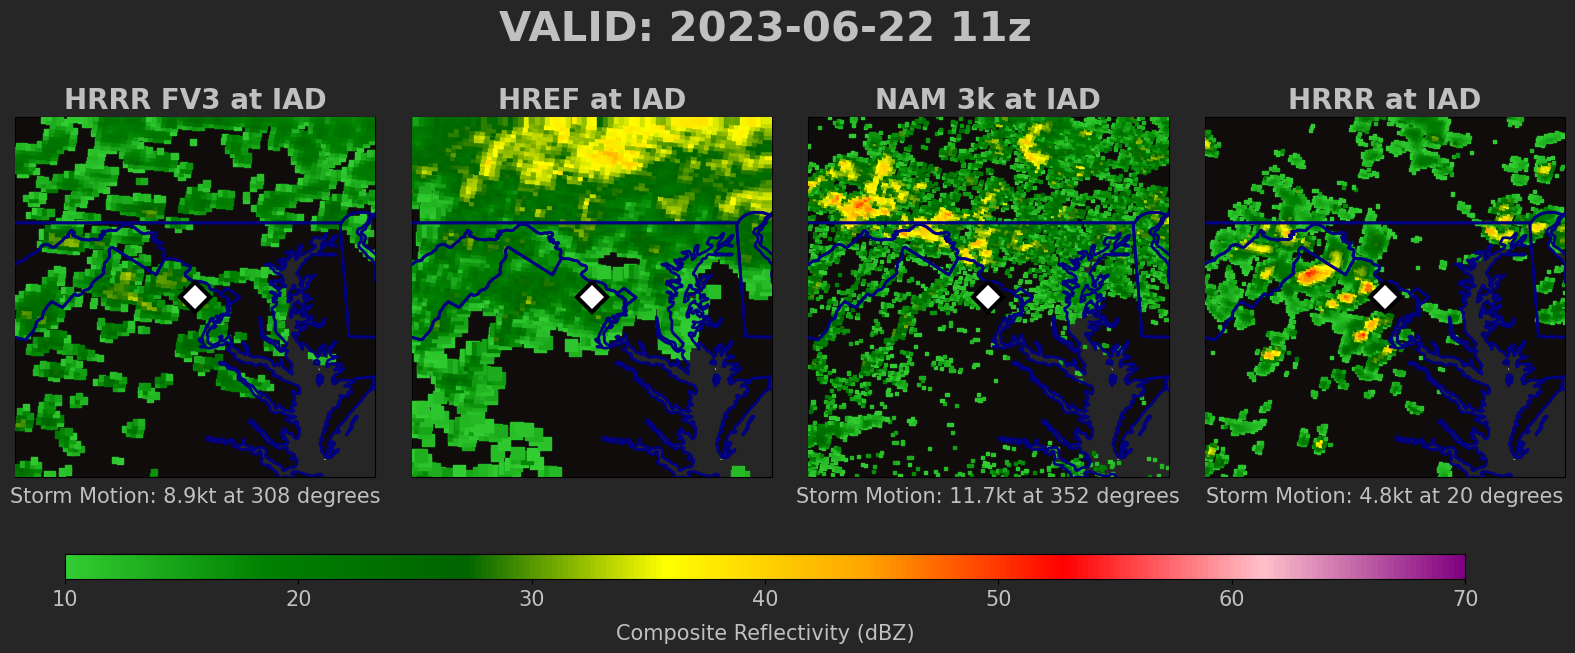 VALID: 2023-06-22 11z
HRRR FV3 at IAD
HREF at IAD
NAM 3k at IAD
HRRR at IAD
Storm Motion: 8.9kt at 308 degrees
Storm Motion: 11.7kt at 352 degrees
Storm Motion: 4.8kt at 20 degrees
10 20 30 40 50 60 70
Composite Reflectivity (dBZ)